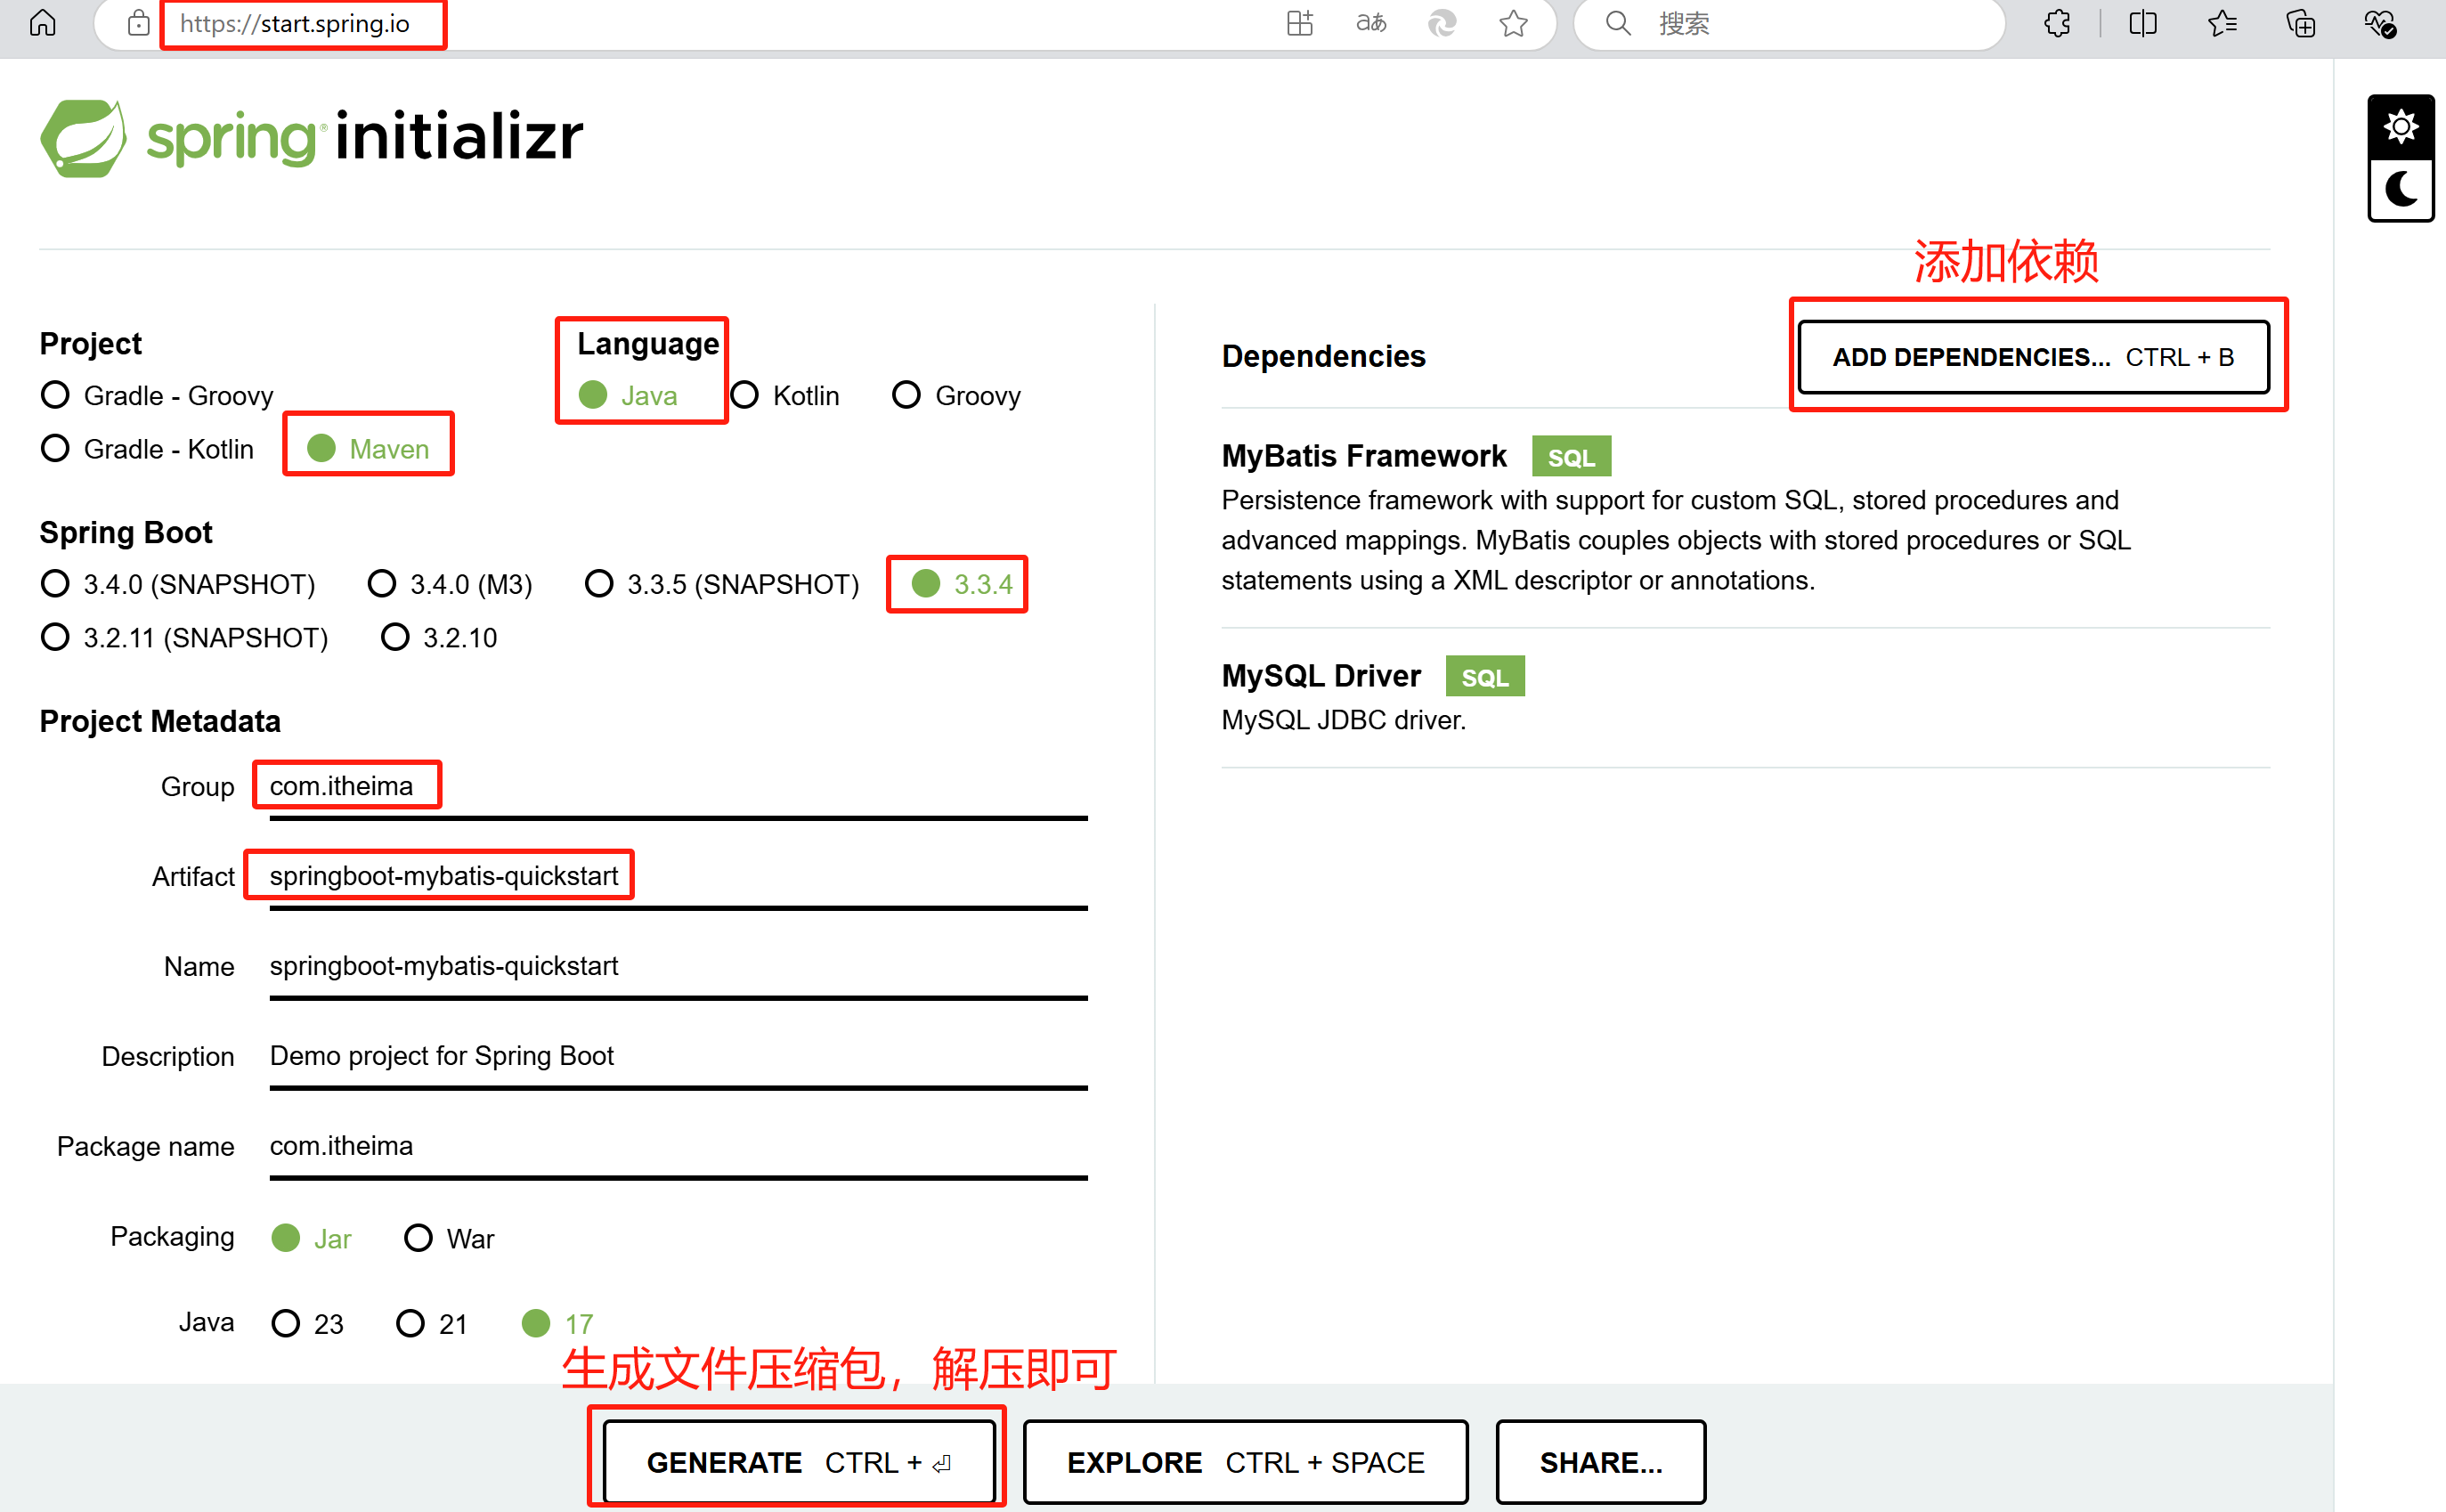 https://start.spring.io
搜索
spring initializr
添加依赖
Project
Language
Gradle - Groovy
Java
Kotlin
Groovy
Gradle - Kotlin
Maven
Spring Boot
3.4.0 (SNAPSHOT)
3.4.0 (M3)
3.3.5 (SNAPSHOT)
3.3.4
3.2.11 (SNAPSHOT)
3.2.10
Project Metadata
Group com.itheima
Artifact springboot-mybatis-quickstart
Name springboot-mybatis-quickstart
Description Demo project for Spring Boot
Package name com.itheima
Packaging Jar War
Java 23 21 17
Dependencies
ADD DEPENDENCIES... CTRL + B
MyBatis Framework SQL
Persistence framework with support for custom SQL, stored procedures and
advanced mappings. MyBatis couples objects with stored procedures or SQL
statements using a XML descriptor or annotations.
MySQL Driver SQL
MySQL JDBC driver.
生成文件压缩包，解压即可
GENERATE CTRL + ⏎
EXPLORE CTRL + SPACE
SHARE...